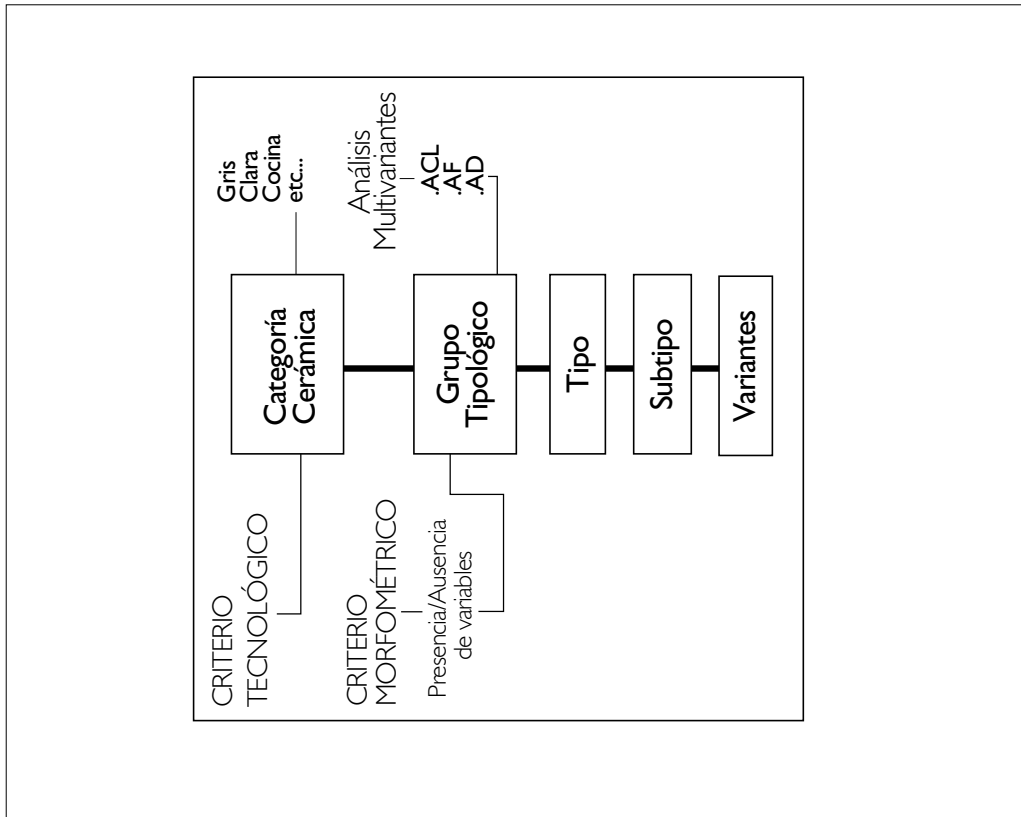 CRITERIO
TECNOLÓGICO
Categoría
Cerámica
Gris
Clara
Cocina
etc...
CRITERIO
MORFOMÉTRICO
Presencia/Ausencia
de variables
Grupo
Tipológico
Análisis
Multivariantes
.ACL
.AF
.AD
Tipo
Subtipo
Variantes